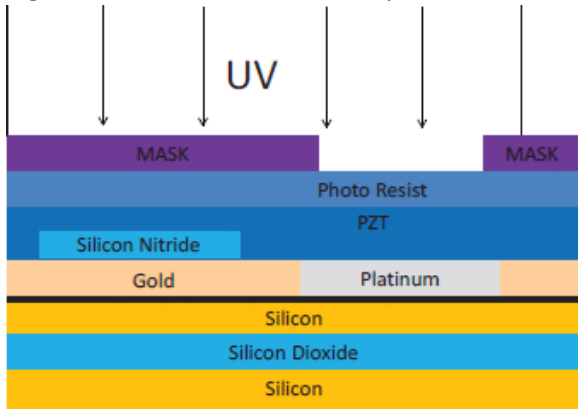 UV
MASK MASK
Photo Resist
PZT
Silicon Nitride
Gold Platinum
Silicon
Silicon Dioxide
Silicon